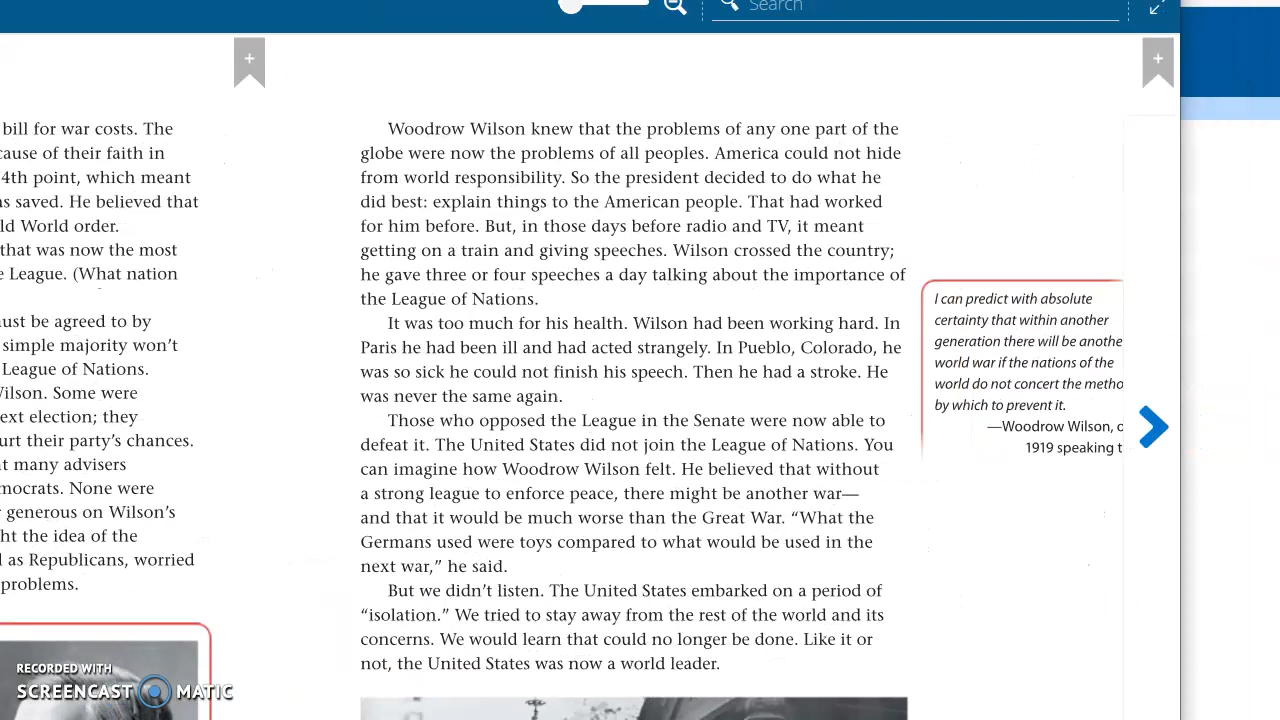 Search
bill for war costs. The
cause of their faith in
4th point, which meant
saved. He believed that
World order.
that was now the most
League. (What nation
must be agreed to by
simple majority won't
League of Nations.
Wilson. Some were
next election; they
hurt their party's chances.
many advisers
None were
generous on Wilson's
the idea of the
as Republicans, worried
problems.
Woodrow Wilson knew that the problems of any one part of the
globe were now the problems of all peoples. America could not hide
from world responsibility. So the president decided to do what he
did best: explain things to the American people. That had worked
for him before. But, in those days before radio and TV, it meant
getting on a train and giving speeches. Wilson crossed the country;
he gave three or four speeches a day talking about the importance of
the League of Nations.
It was too much for his health. Wilson had been working hard. In
Paris he had been ill and had acted strangely. In Pueblo, Colorado, he
was so sick he could not finish his speech. Then he had a stroke. He
was never the same again.
Those who opposed the League in the Senate were now able to
defeat it. The United States did not join the League of Nations. You
can imagine how Woodrow Wilson felt. He believed that without
a strong league to enforce peace, there might be another war—
and that it would be much worse than the Great War. “What the
Germans used were toys compared to what would be used in the
next war,” he said.
But we didn't listen. The United States embarked on a period of
“isolation.” We tried to stay away from the rest of the world and its
concerns. We would learn that could no longer be done. Like it or
not, the United States was now a world leader.
I can predict with absolute
certainty that within another
generation there will be another
world war if the nations of the
world do not concert the
by which to prevent it.
—Woodrow Wilson,
1919 speaking
RECORDED WITH
SCREENCAST MATIC